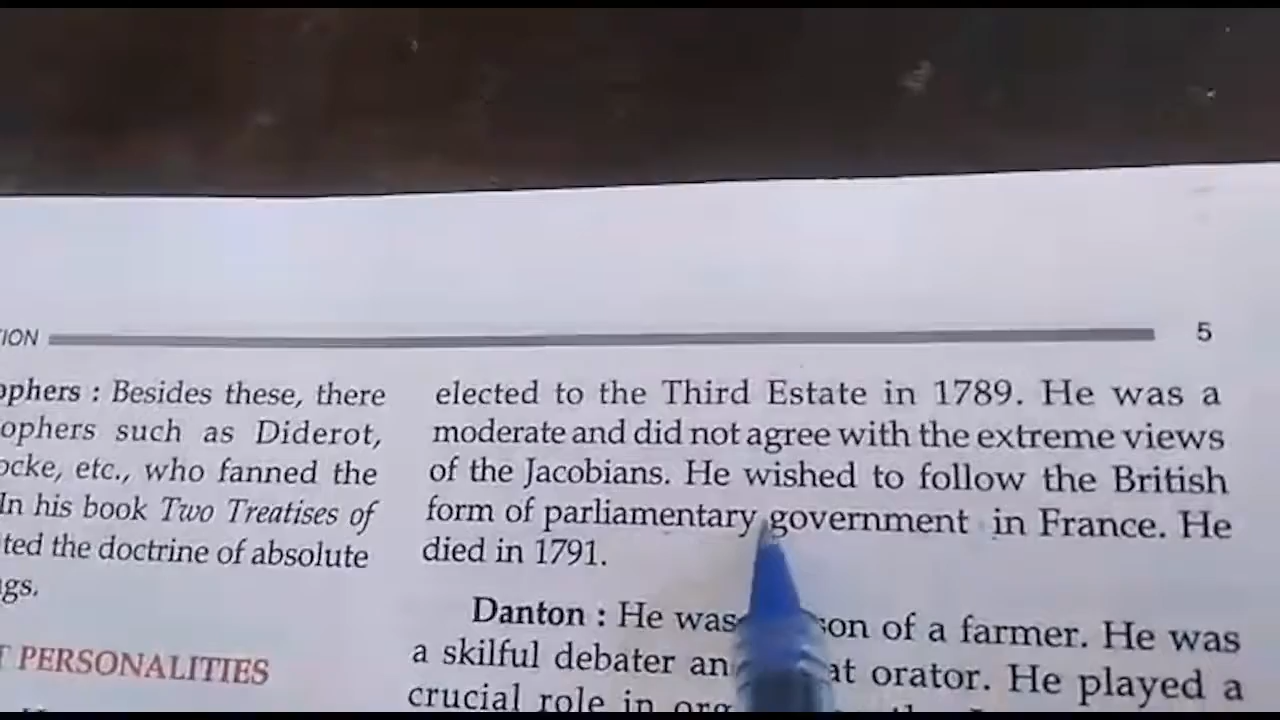 ION 5
ophers : Besides these, there
ophers such as Diderot,
ocke, etc., who fanned the
In his book Two Treatises of
ted the doctrine of absolute
gs.
T PERSONALITIES
elected to the Third Estate in 1789. He was a
moderate and did not agree with the extreme views
of the Jacobians. He wished to follow the British
form of parliamentary government in France. He
died in 1791.
Danton : He was son of a farmer. He was
a skilful debater an at orator. He played a
crucial role in org